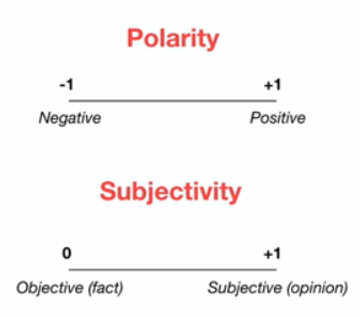 Polarity
-1 +1
Negative Positive
Subjectivity
0 +1
Objective (fact) Subjective (opinion)